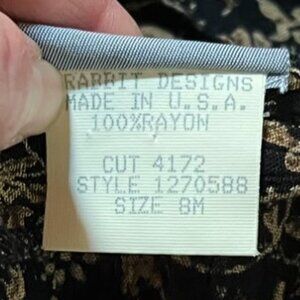 RABBIT DESIGNS
MADE IN U.S.A.
100%RAYON
CUT 4172
STYLE 1270588
SIZE 8M